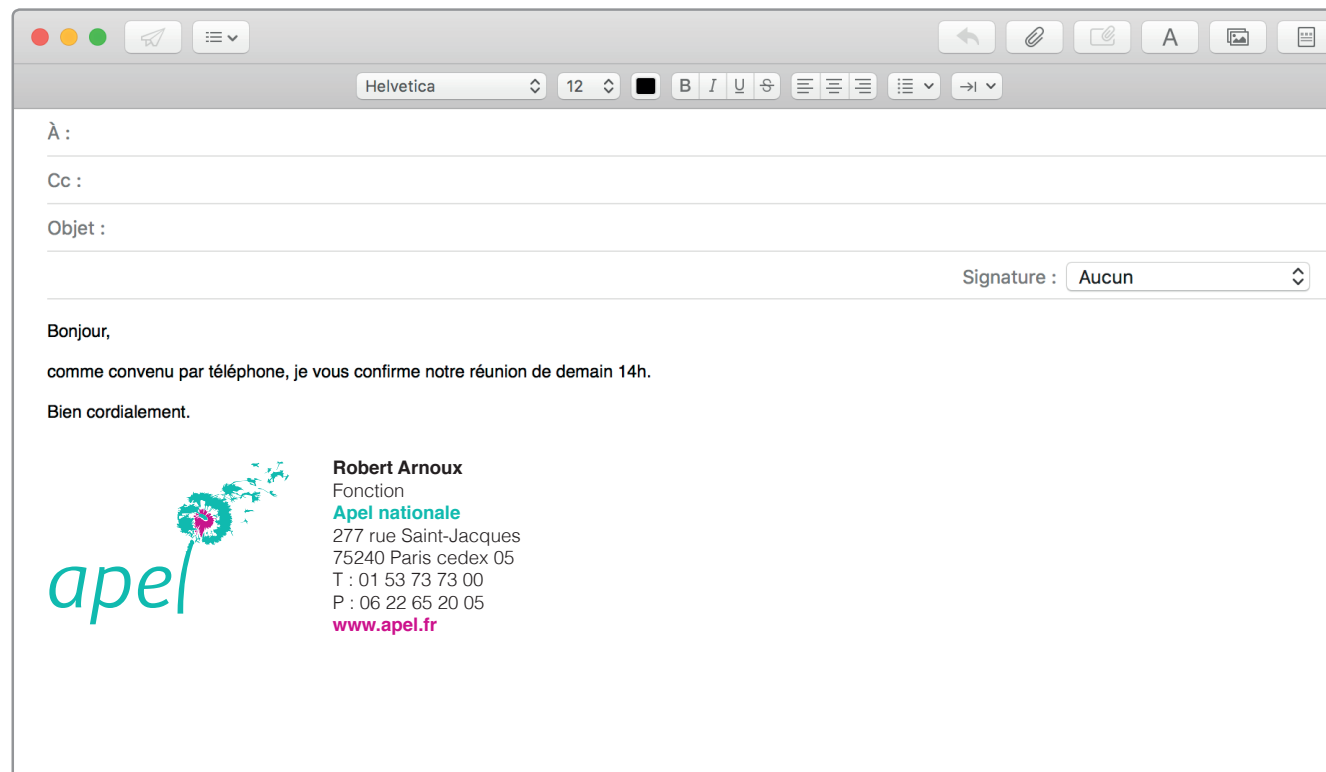 Helvetica 12 B I U S
A
À :
Cc :
Objet :
Signature : Aucun
Bonjour,
comme convenu par téléphone, je vous confirme notre réunion de demain 14h.
Bien cordialement.
apel
Robert Arnoux
Fonction
Apel nationale
277 rue Saint-Jacques
75240 Paris cedex 05
T : 01 53 73 73 00
P : 06 22 65 20 05
www.apel.fr